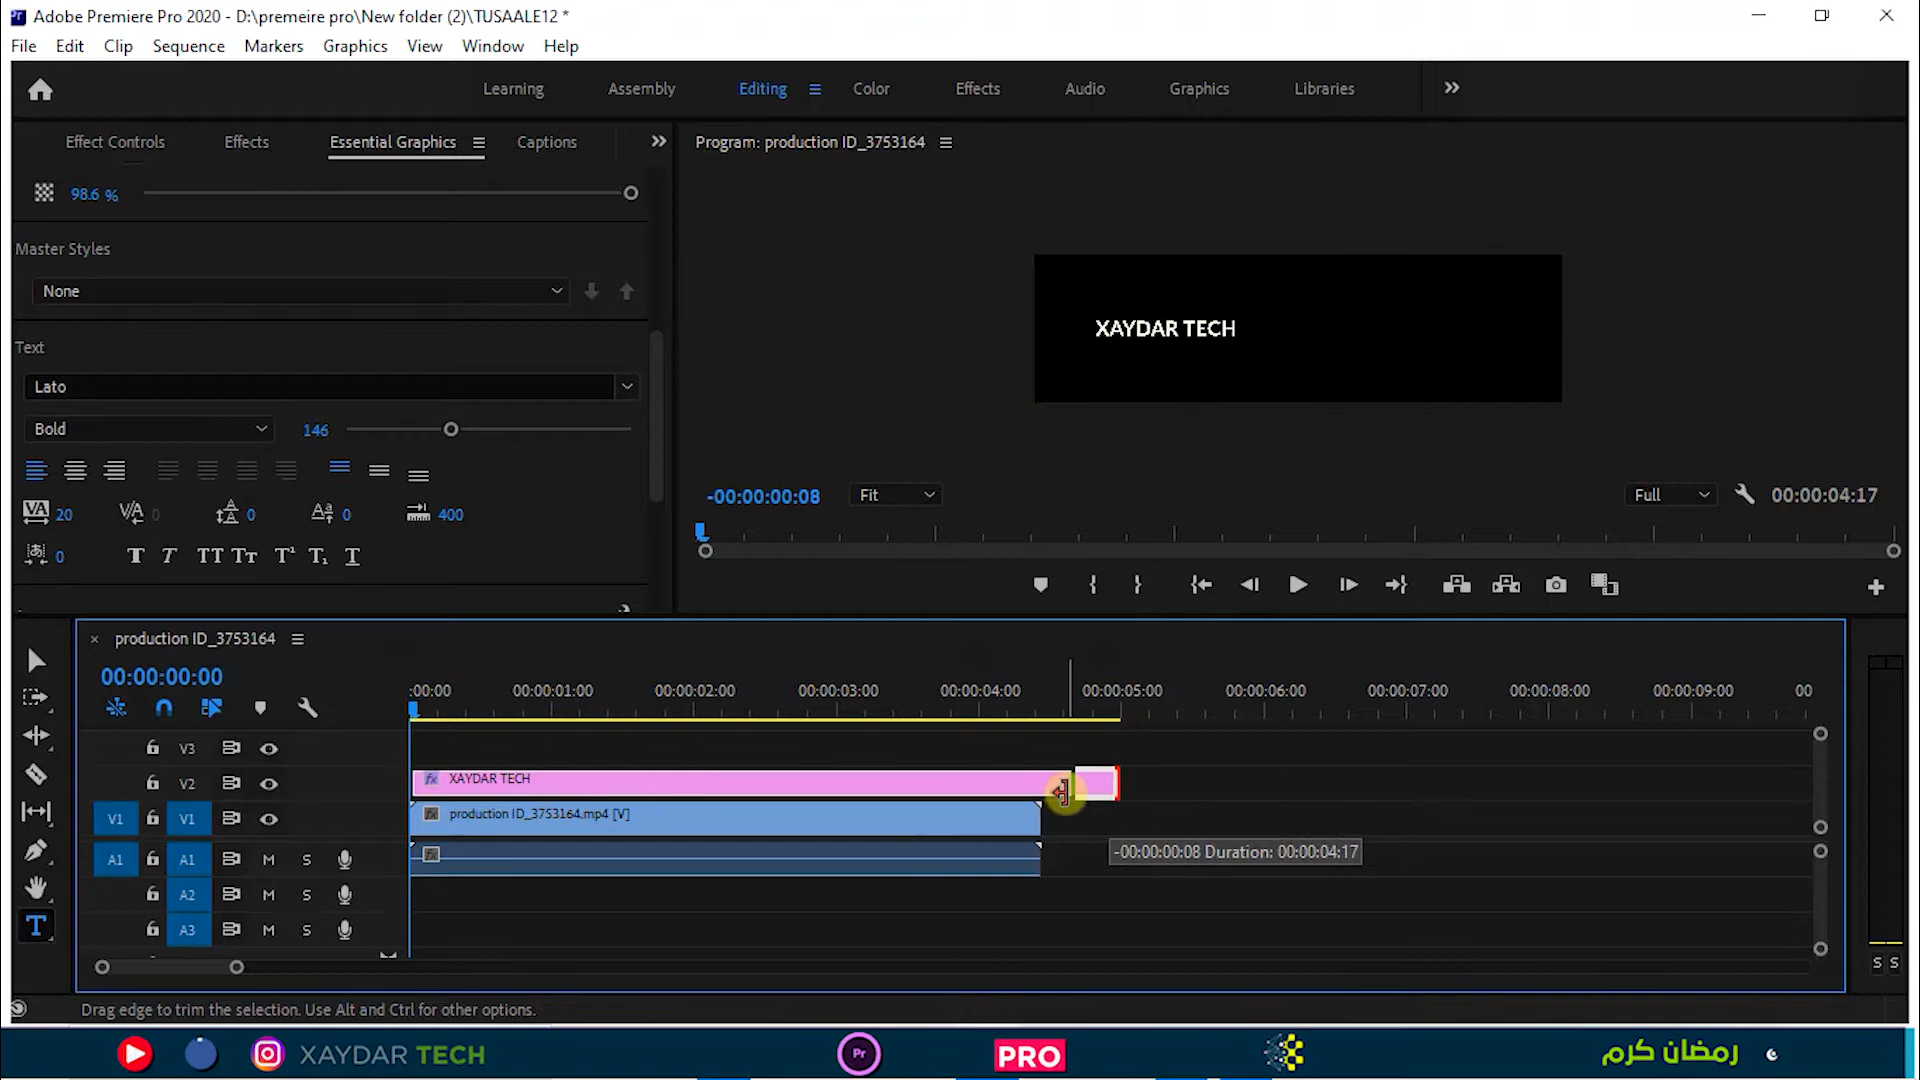 Adobe Premiere Pro 2020 - D:\premeire pro\New folder (2)\TUSAALE12 *
File Edit Clip Sequence Markers Graphics View Window Help
Learning Assembly Editing Color Effects Audio Graphics Libraries
Effect Controls Effects Essential Graphics Captions
Program: production ID_3753164
98.6 %
Master Styles
None
Text
Lato
Bold 146
20 0 0 0 400
0 T T TT Tt T¹ T₁ T
XAYDAR TECH
-00:00:00:08 Fit Full 00:00:04:17
production ID_3753164
00:00:00:00
:00:00 00:00:01:00 00:00:02:00 00:00:03:00 00:00:04:00 00:00:05:00 00:00:06:00 00:00:07:00 00:00:08:00 00:00:09:00 00
V3
V2 fx XAYDAR TECH
V1 V1 fx production ID_3753164.mp4 [V]
A1 A1 M S fx
-00:00:00:08 Duration: 00:00:04:17
A2 M S
A3 M S
S S
Drag edge to trim the selection. Use Alt and Ctrl for other options.
XAYDAR TECH Pr PRO رمضان كرم